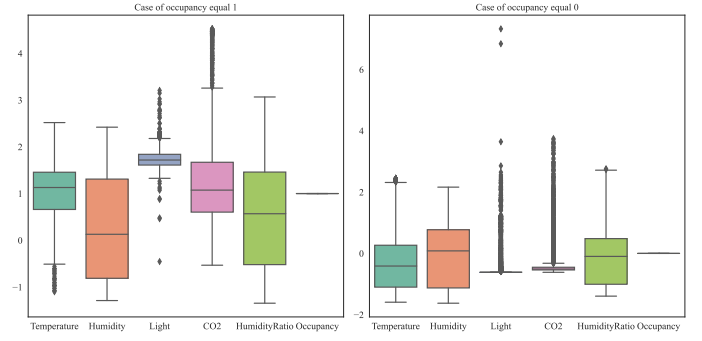 Case of occupancy equal 1
4
3
2
1
0
−1
Temperature Humidity Light CO2 HumidityRatio Occupancy
Case of occupancy equal 0
6
4
2
0
−2
Temperature Humidity Light CO2 HumidityRatio Occupancy